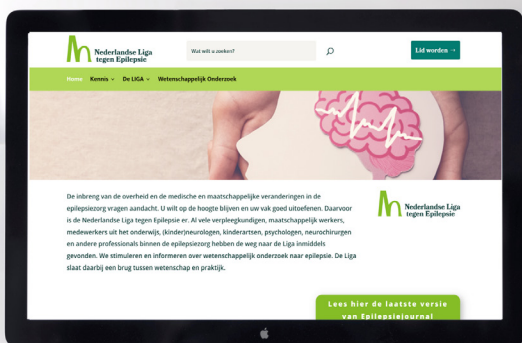 Nederlandse Liga
tegen Epilepsie
Wat wilt u zoeken?
Lid worden →
Home Kennis De LIGA Wetenschappelijk Onderzoek
De inbreng van de overheid en de medische en maatschappelijke veranderingen in de
epilepsiezorg vragen aandacht. U wilt op de hoogte blijven en uw vak goed uitoefenen. Daarvoor
is de Nederlandse Liga tegen Epilepsie er. Al vele verpleegkundigen, maatschappelijk werkers,
medewerkers uit het onderwijs, (kinder)neurologen, kinderartsen, psychologen, neurochirurgen
en andere professionals binnen de epilepsiezorg hebben de weg naar de Liga inmiddels
gevonden. We stimuleren en informeren over wetenschappelijk onderzoek naar epilepsie. De Liga
slaat daarbij een brug tussen wetenschap en praktijk.
Nederlandse Liga
tegen Epilepsie
Lees hier de laatste versie
van Epilepsiejournal